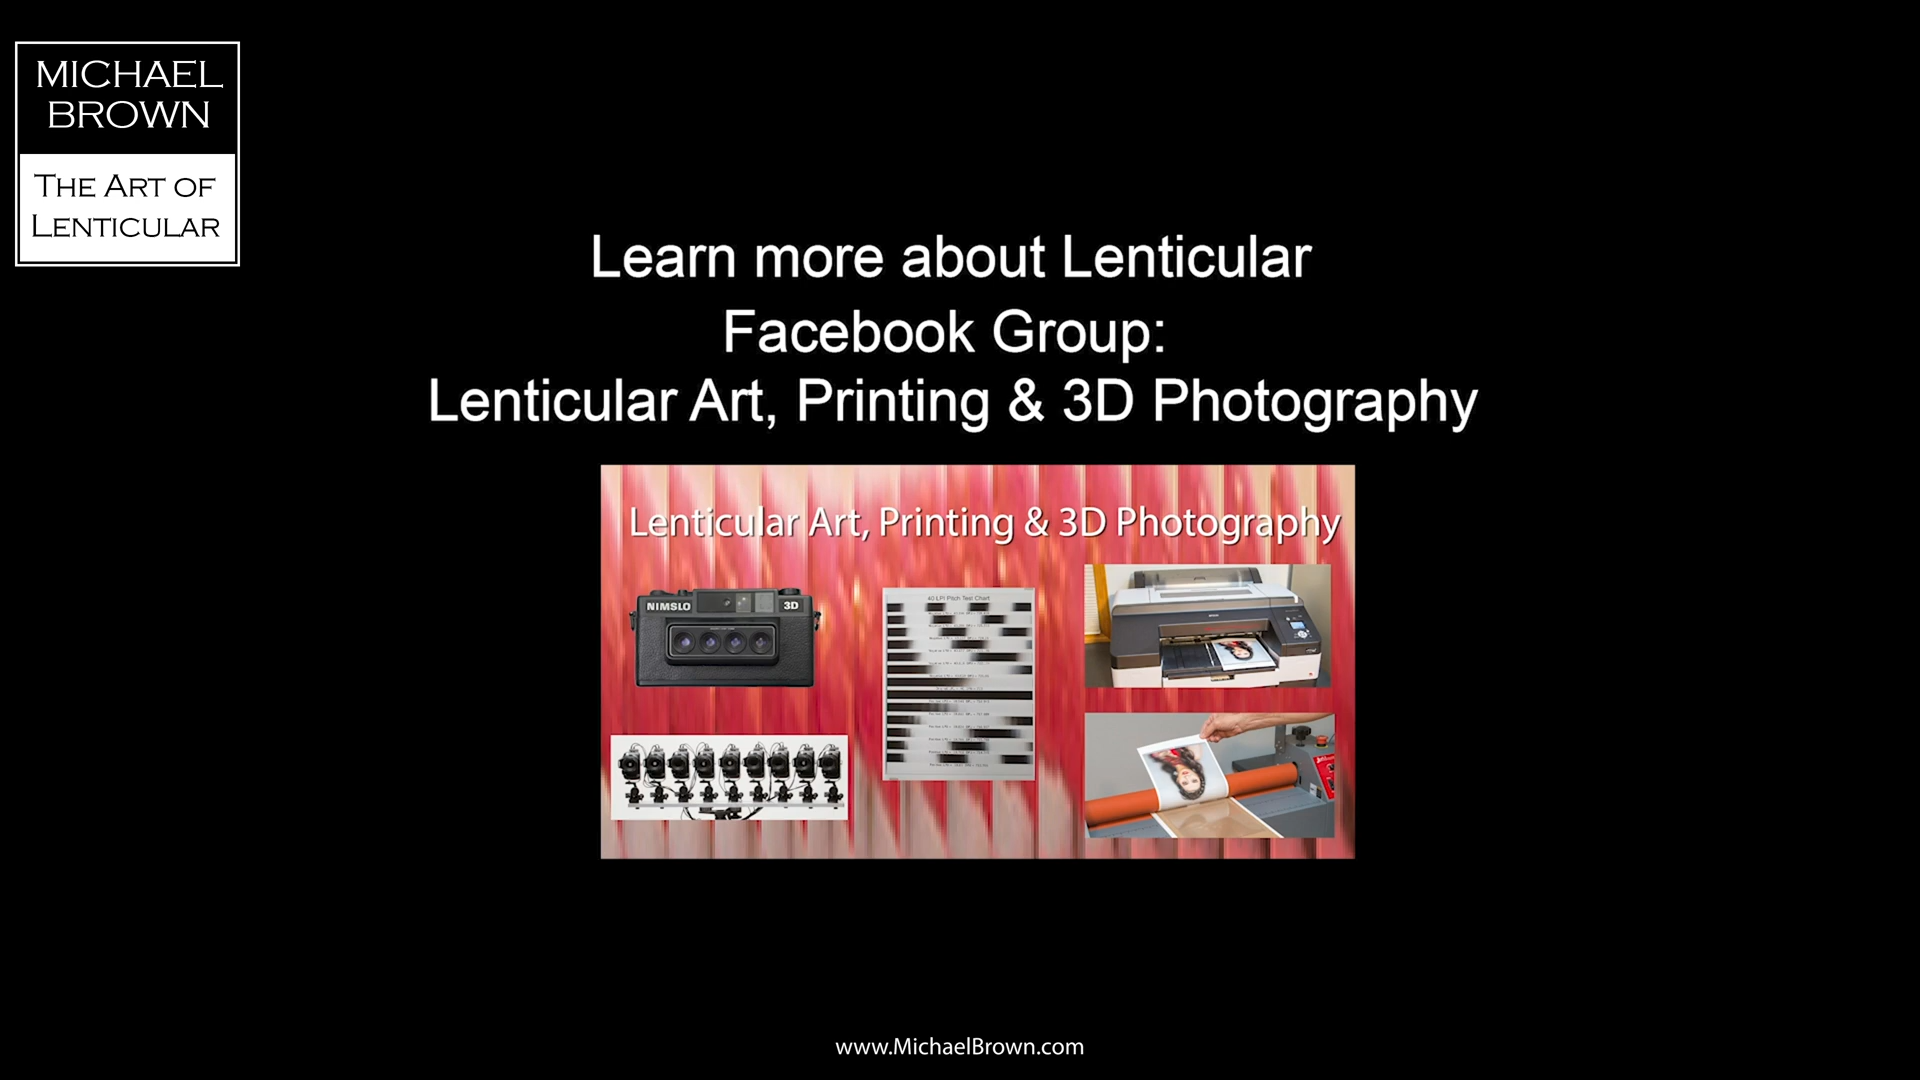 MICHAEL
BROWN
THE ART OF
LENTICULAR
Learn more about Lenticular
Facebook Group:
Lenticular Art, Printing & 3D Photography
Lenticular Art, Printing & 3D Photography
NIMSLO 3D
40 LPI Pitch Test Chart
www.MichaelBrown.com